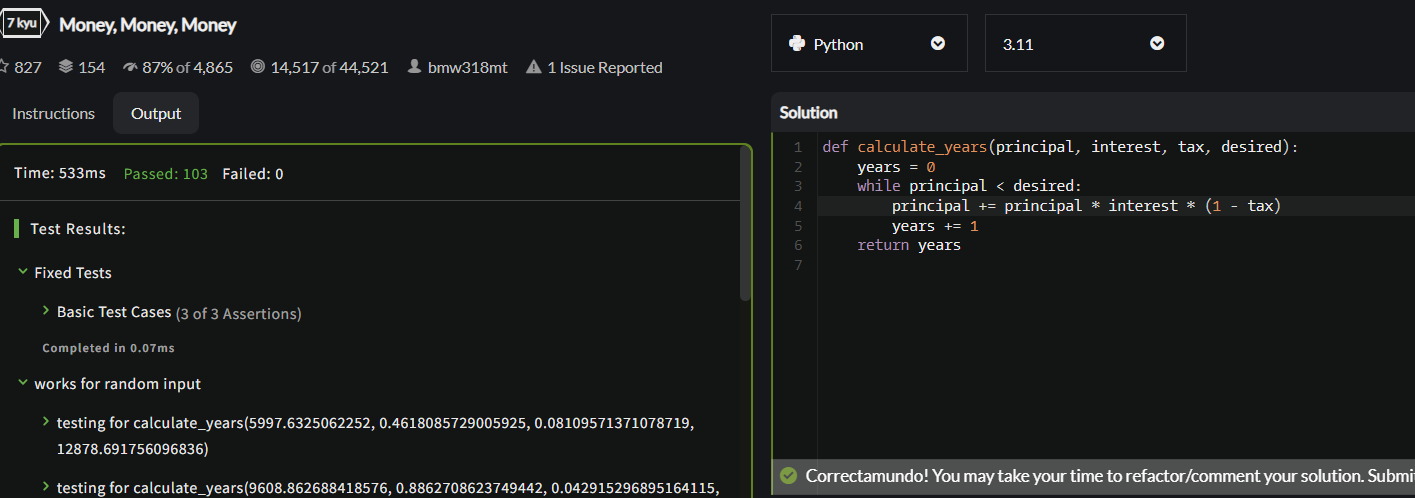 7 kyu Money, Money, Money
827 154 87% of 4,865 14,517 of 44,521 bmw318mt 1 Issue Reported
Instructions Output
Time: 533ms Passed: 103 Failed: 0
Test Results:
Fixed Tests
Basic Test Cases (3 of 3 Assertions)
Completed in 0.07ms
works for random input
testing for calculate_years(5997.6325062252, 0.4618085729005925, 0.08109571371078719,
12878.691756096836)
testing for calculate_years(9608.862688418576, 0.8862708623749442, 0.042915296895164115,
Python 3.11
Solution
1 def calculate_years(principal, interest, tax, desired):
2     years = 0
3     while principal < desired:
4         principal += principal * interest * (1 - tax)
5         years += 1
6     return years
7
Correctamundo! You may take your time to refactor/comment your solution. Submi